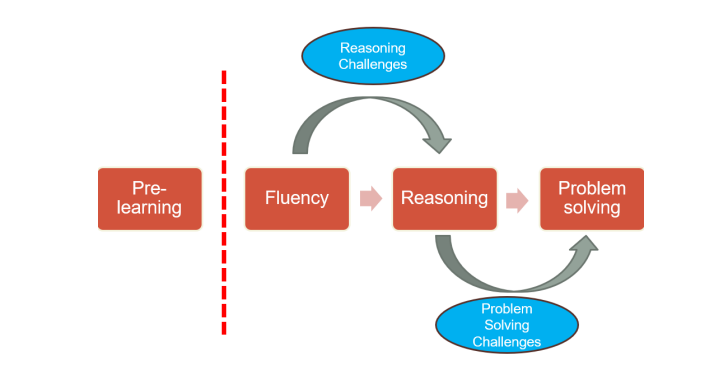 Reasoning
Challenges
Pre-
learning
Fluency
Reasoning
Problem
solving
Problem
Solving
Challenges